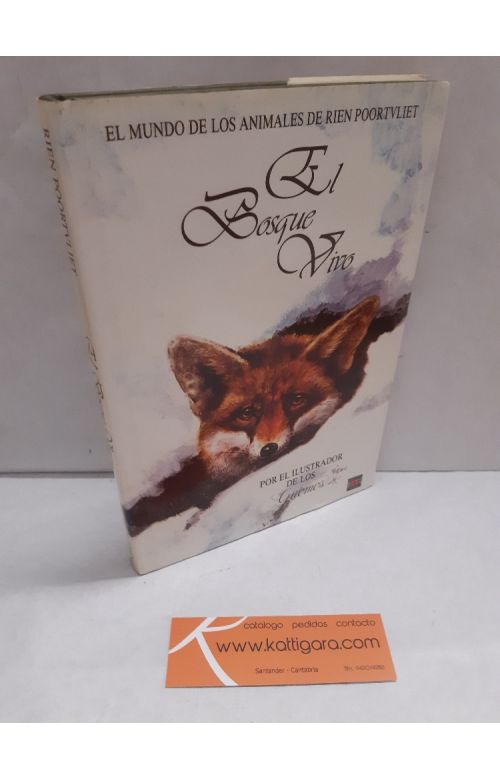 EL MUNDO DE LOS ANIMALES DE RIEN POORTVLIET
El
Bosque
Vivo
POR EL ILUSTRADOR
DE LOS
Gnomos
RIEN POORTVLIET
catalogo pedidos contacto
www.kattigara.com
Santander - Cantabria